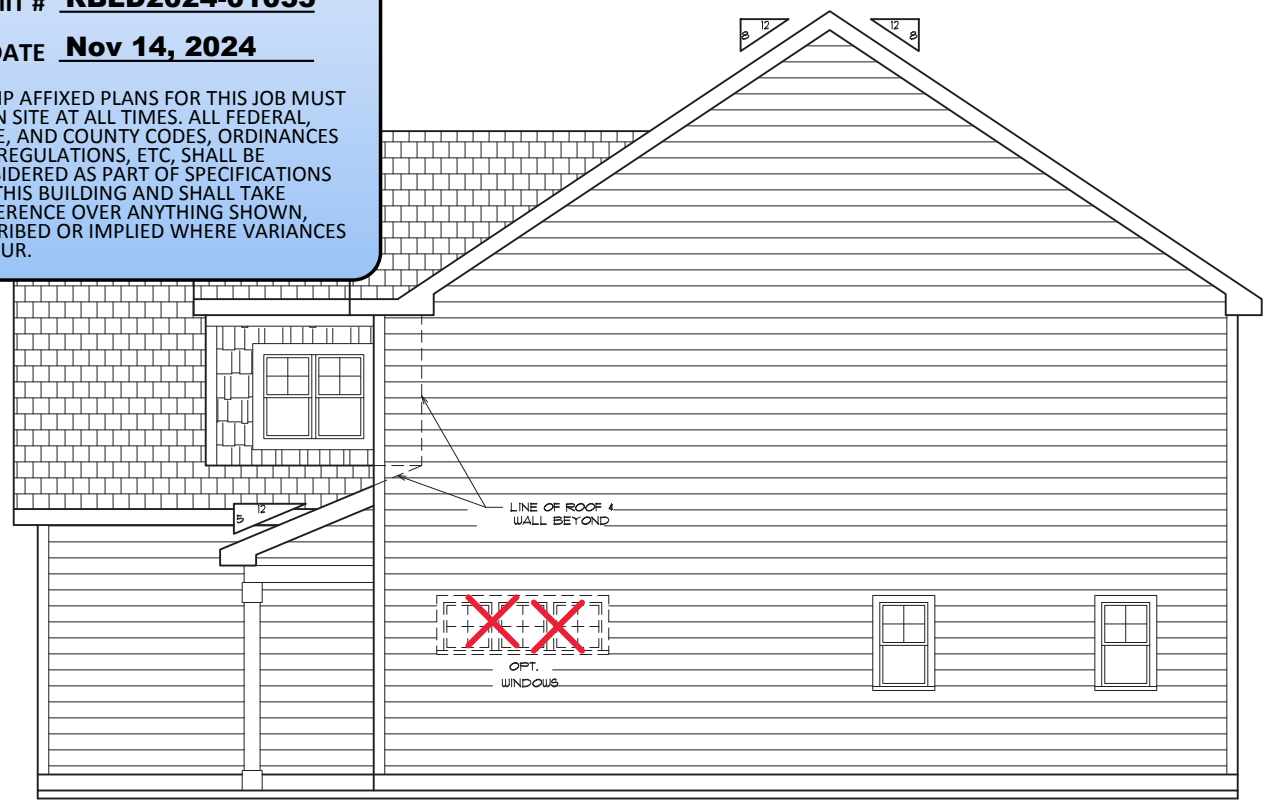 # RBLD2024-01055
DATE Nov 14, 2024
AFFIXED PLANS FOR THIS JOB MUST
SITE AT ALL TIMES. ALL FEDERAL,
AND COUNTY CODES, ORDINANCES
REGULATIONS, ETC, SHALL BE
SIDERED AS PART OF SPECIFICATIONS
THIS BUILDING AND SHALL TAKE
ERENCE OVER ANYTHING SHOWN,
RIBED OR IMPLIED WHERE VARIANCES
UR.
12
8
12
8
12
5
LINE OF ROOF &
WALL BEYOND
OPT.
WINDOWS